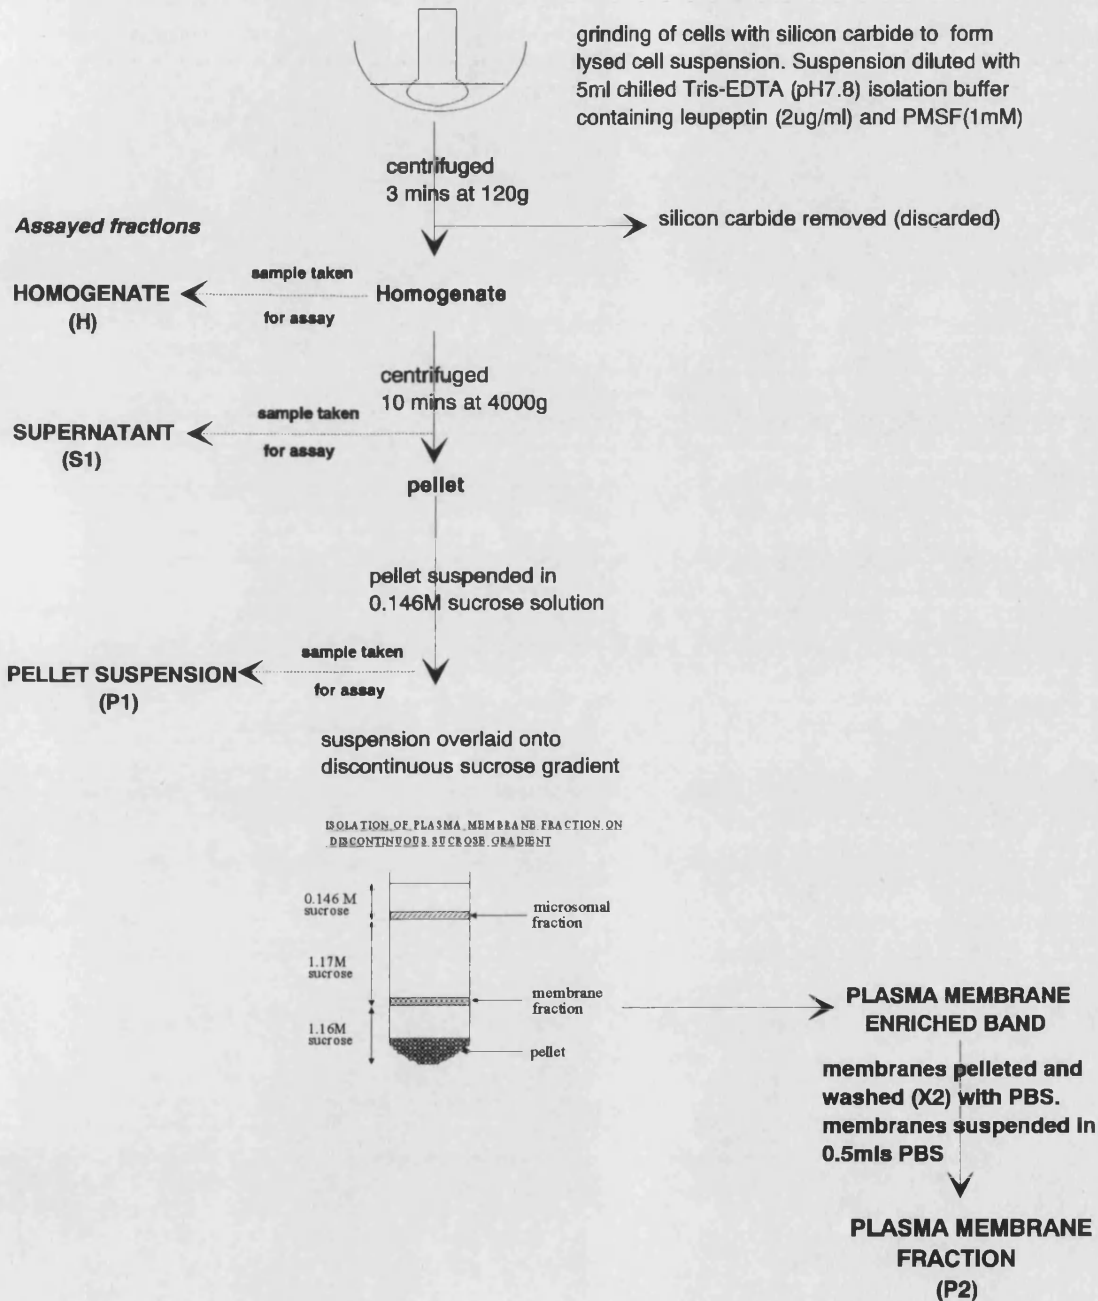 grinding of cells with silicon carbide to form
lysed cell suspension. Suspension diluted with
5ml chilled Tris-EDTA (pH7.8) isolation buffer
containing leupeptin (2ug/ml) and PMSF(1mM)
centrifuged
3 mins at 120g
silicon carbide removed (discarded)
Assayed fractions
HOMOGENATE
(H)
sample taken
for assay
Homogenate
centrifuged
10 mins at 4000g
SUPERNATANT
(S1)
sample taken
for assay
pellet
pellet suspended in
0.146M sucrose solution
PELLET SUSPENSION
(P1)
sample taken
for assay
suspension overlaid onto
discontinuous sucrose gradient
ISOLATION OF PLASMA MEMBRANE FRACTION ON
DISCONTINUOUS SUCROSE GRADIENT
0.146 M
sucrose
microsomal
fraction
1.17M
sucrose
membrane
fraction
1.16M
sucrose
pellet
PLASMA MEMBRANE
ENRICHED BAND
membranes pelleted and
washed (X2) with PBS.
membranes suspended in
0.5mls PBS
PLASMA MEMBRANE
FRACTION
(P2)